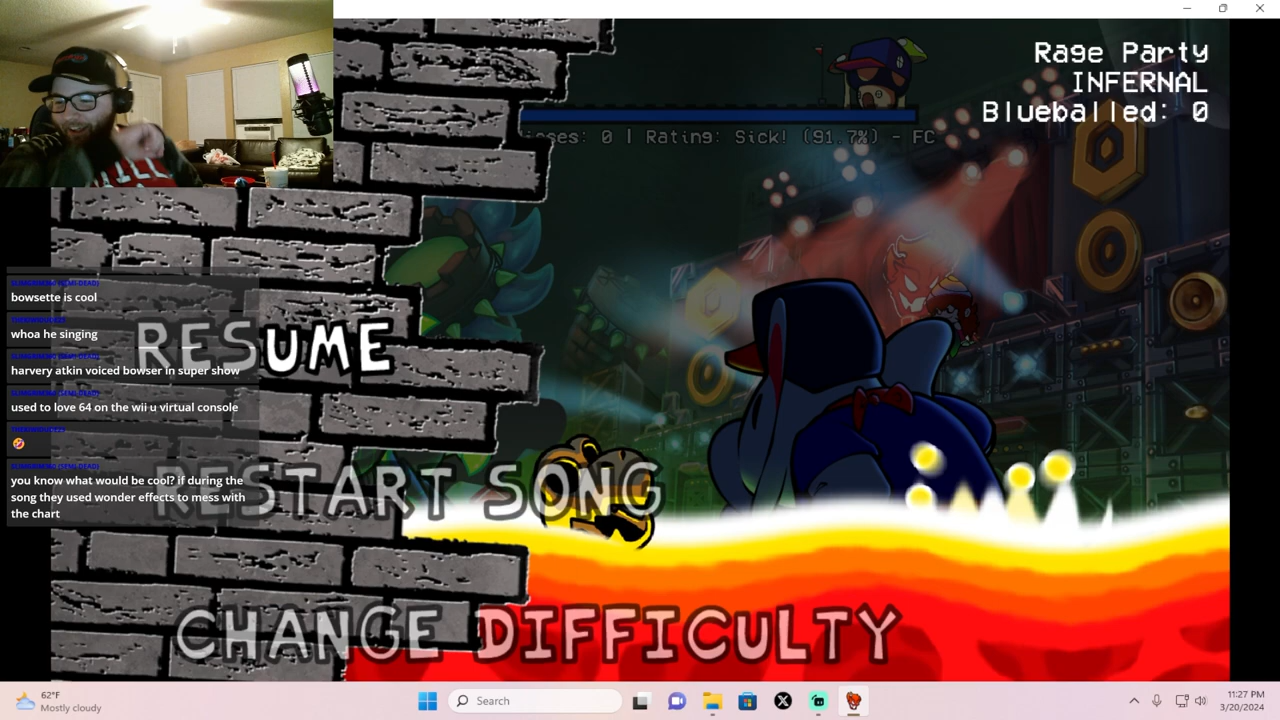 Rage Party
INFERNAL
Blueballed: 0
sses: 0 | Rating: Sick! (91.7%) - FC
bowsette is cool
whoa he singing
harvery atkin voiced bowser in super show
used to love 64 on the wii u virtual console
you know what would be cool? if during the
song they used wonder effects to mess with
the chart
RESUME
RESTART SONG
CHANGE DIFFICULTY
62°F
Mostly cloudy
Search
11:27 PM
3/20/2024